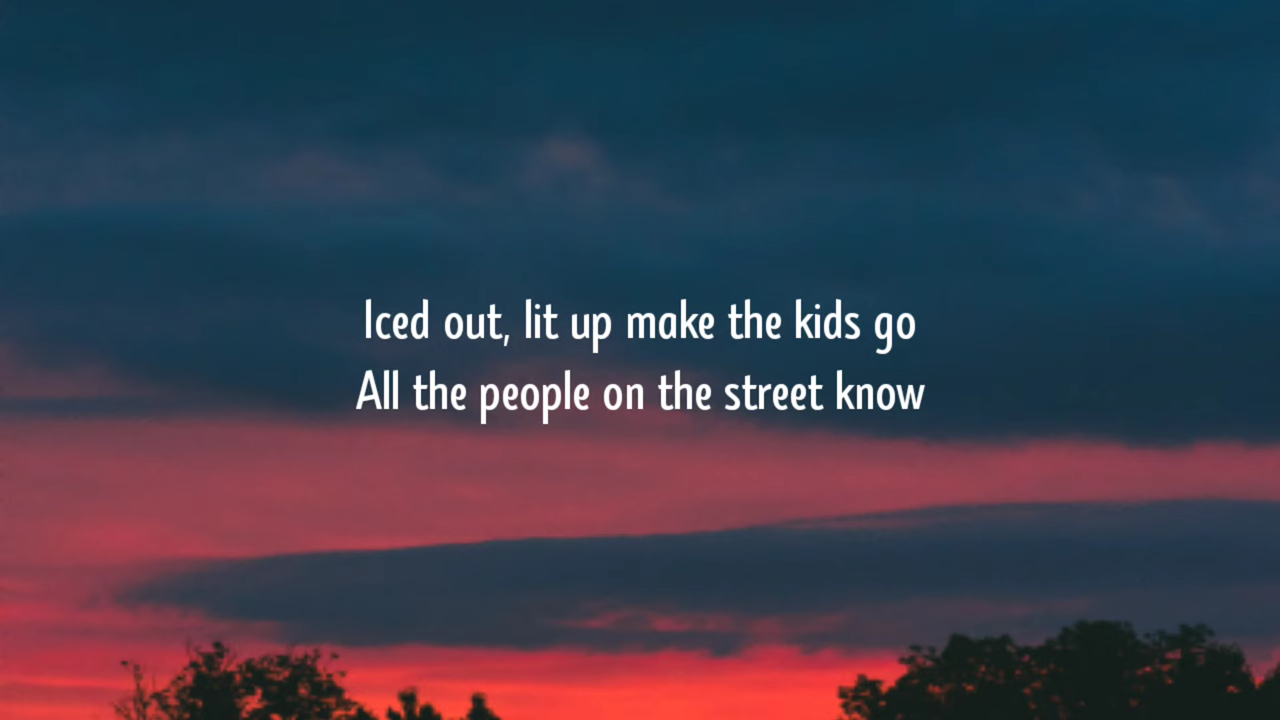 Iced out, lit up make the kids go
All the people on the street know